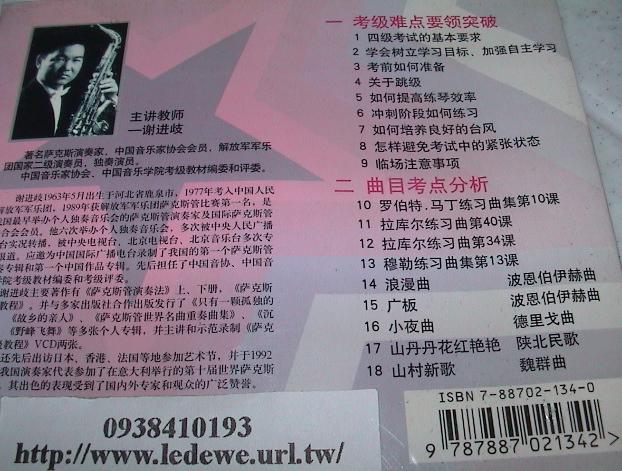 主讲教师
—谢进歧
著名萨克斯演奏家，中国音乐家协会会员，解放军军乐
团国家二级演奏员，独奏演员。
中国音乐家协会、中国音乐学院考级教材编委和评委。
谢进歧1963年5月出生于河北省鹿泉市，1977年考入中国人民
解放军军乐团，1989年获解放军军乐团萨克斯管比赛第一名，是
我国最早举办个人独奏音乐会的萨克斯管演奏家及国际萨克斯管
协会会员。他六次举办个人独奏音乐会，多次被中央人民广播
台实况转播，被中央电视台、北京电视台、北京音乐台多次专
报道。应邀为中国国际广播电台录制了我国的第一个萨克斯管
奏专辑和第一个中国作品专辑。先后担任了中国音协、中国音
学院考级教材编委和考级评委。
谢进歧主要著作有《萨克斯管演奏法》上、下册，《萨克斯
教程》。并与多家出版社合作出版发行了《只有一颗孤独的
《故乡的亲人》、《萨克斯管世界名曲重奏曲集》、《沉
《野峰飞舞》等多张个人专辑，并主讲和示范录制《萨克
教程》VCD两张。
还先后出访日本、香港、法国等地参加艺术节，并于1992
我国演奏家代表参加了在意大利举行的第十届世界萨克斯
，其出色的表现受到了国内外专家和观众的广泛赞誉。
0938410193
http://www.ledewe.url.tw/
一 考级难点要领突破
1 四级考试的基本要求
2 学会树立学习目标、加强自主学习
3 考前如何准备
4 关于跳级
5 如何提高练琴效率
6 冲刺阶段如何练习
7 如何培养良好的台风
8 怎样避免考试中的紧张状态
9 临场注意事项
二 曲目考点分析
10 罗伯特.马丁练习曲集第10课
11 拉库尔练习曲第40课
12 拉库尔练习曲第34课
13 穆勒练习曲集第13课
14 浪漫曲 波恩伯伊赫曲
15 广板 波恩伯伊赫曲
16 小夜曲 德里戈曲
17 山丹丹花红艳艳 陕北民歌
18 山村新歌 魏群曲
ISBN 7-88702-134-0
9 787887 021342 >